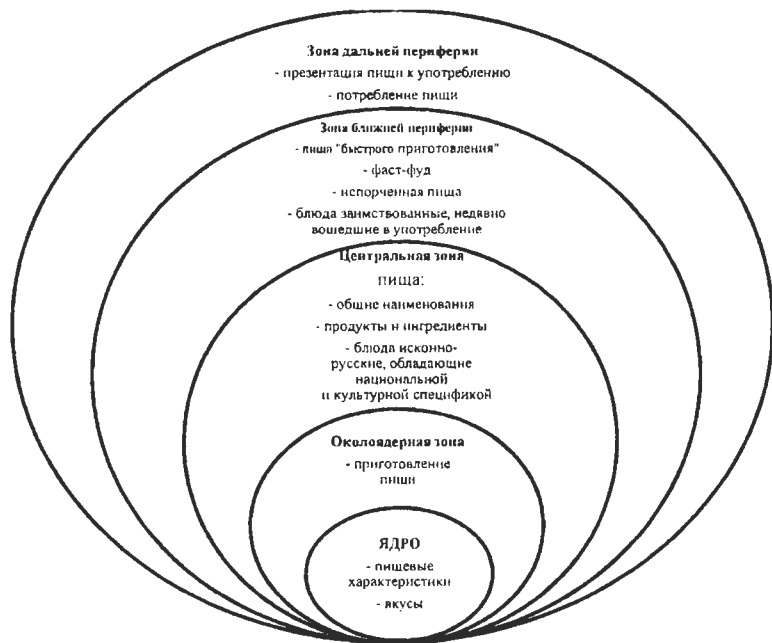 Зона дальней периферии
- презентация пищи к употреблению
- потребление пищи
Зона ближней периферии
- пища "быстрого приготовления"
- фаст-фуд
- испорченная пища
- блюда заимствованные, недавно
вошедшие в употребление
Центральная зона
пища:
- общие наименования
- продукты и ингредиенты
- блюда исконно-
русские, обладающие
национальной
и культурной спецификой
Околоядерная зона
- приготовление
пищи
ЯДРО
- пищевые
характеристики
- вкусы